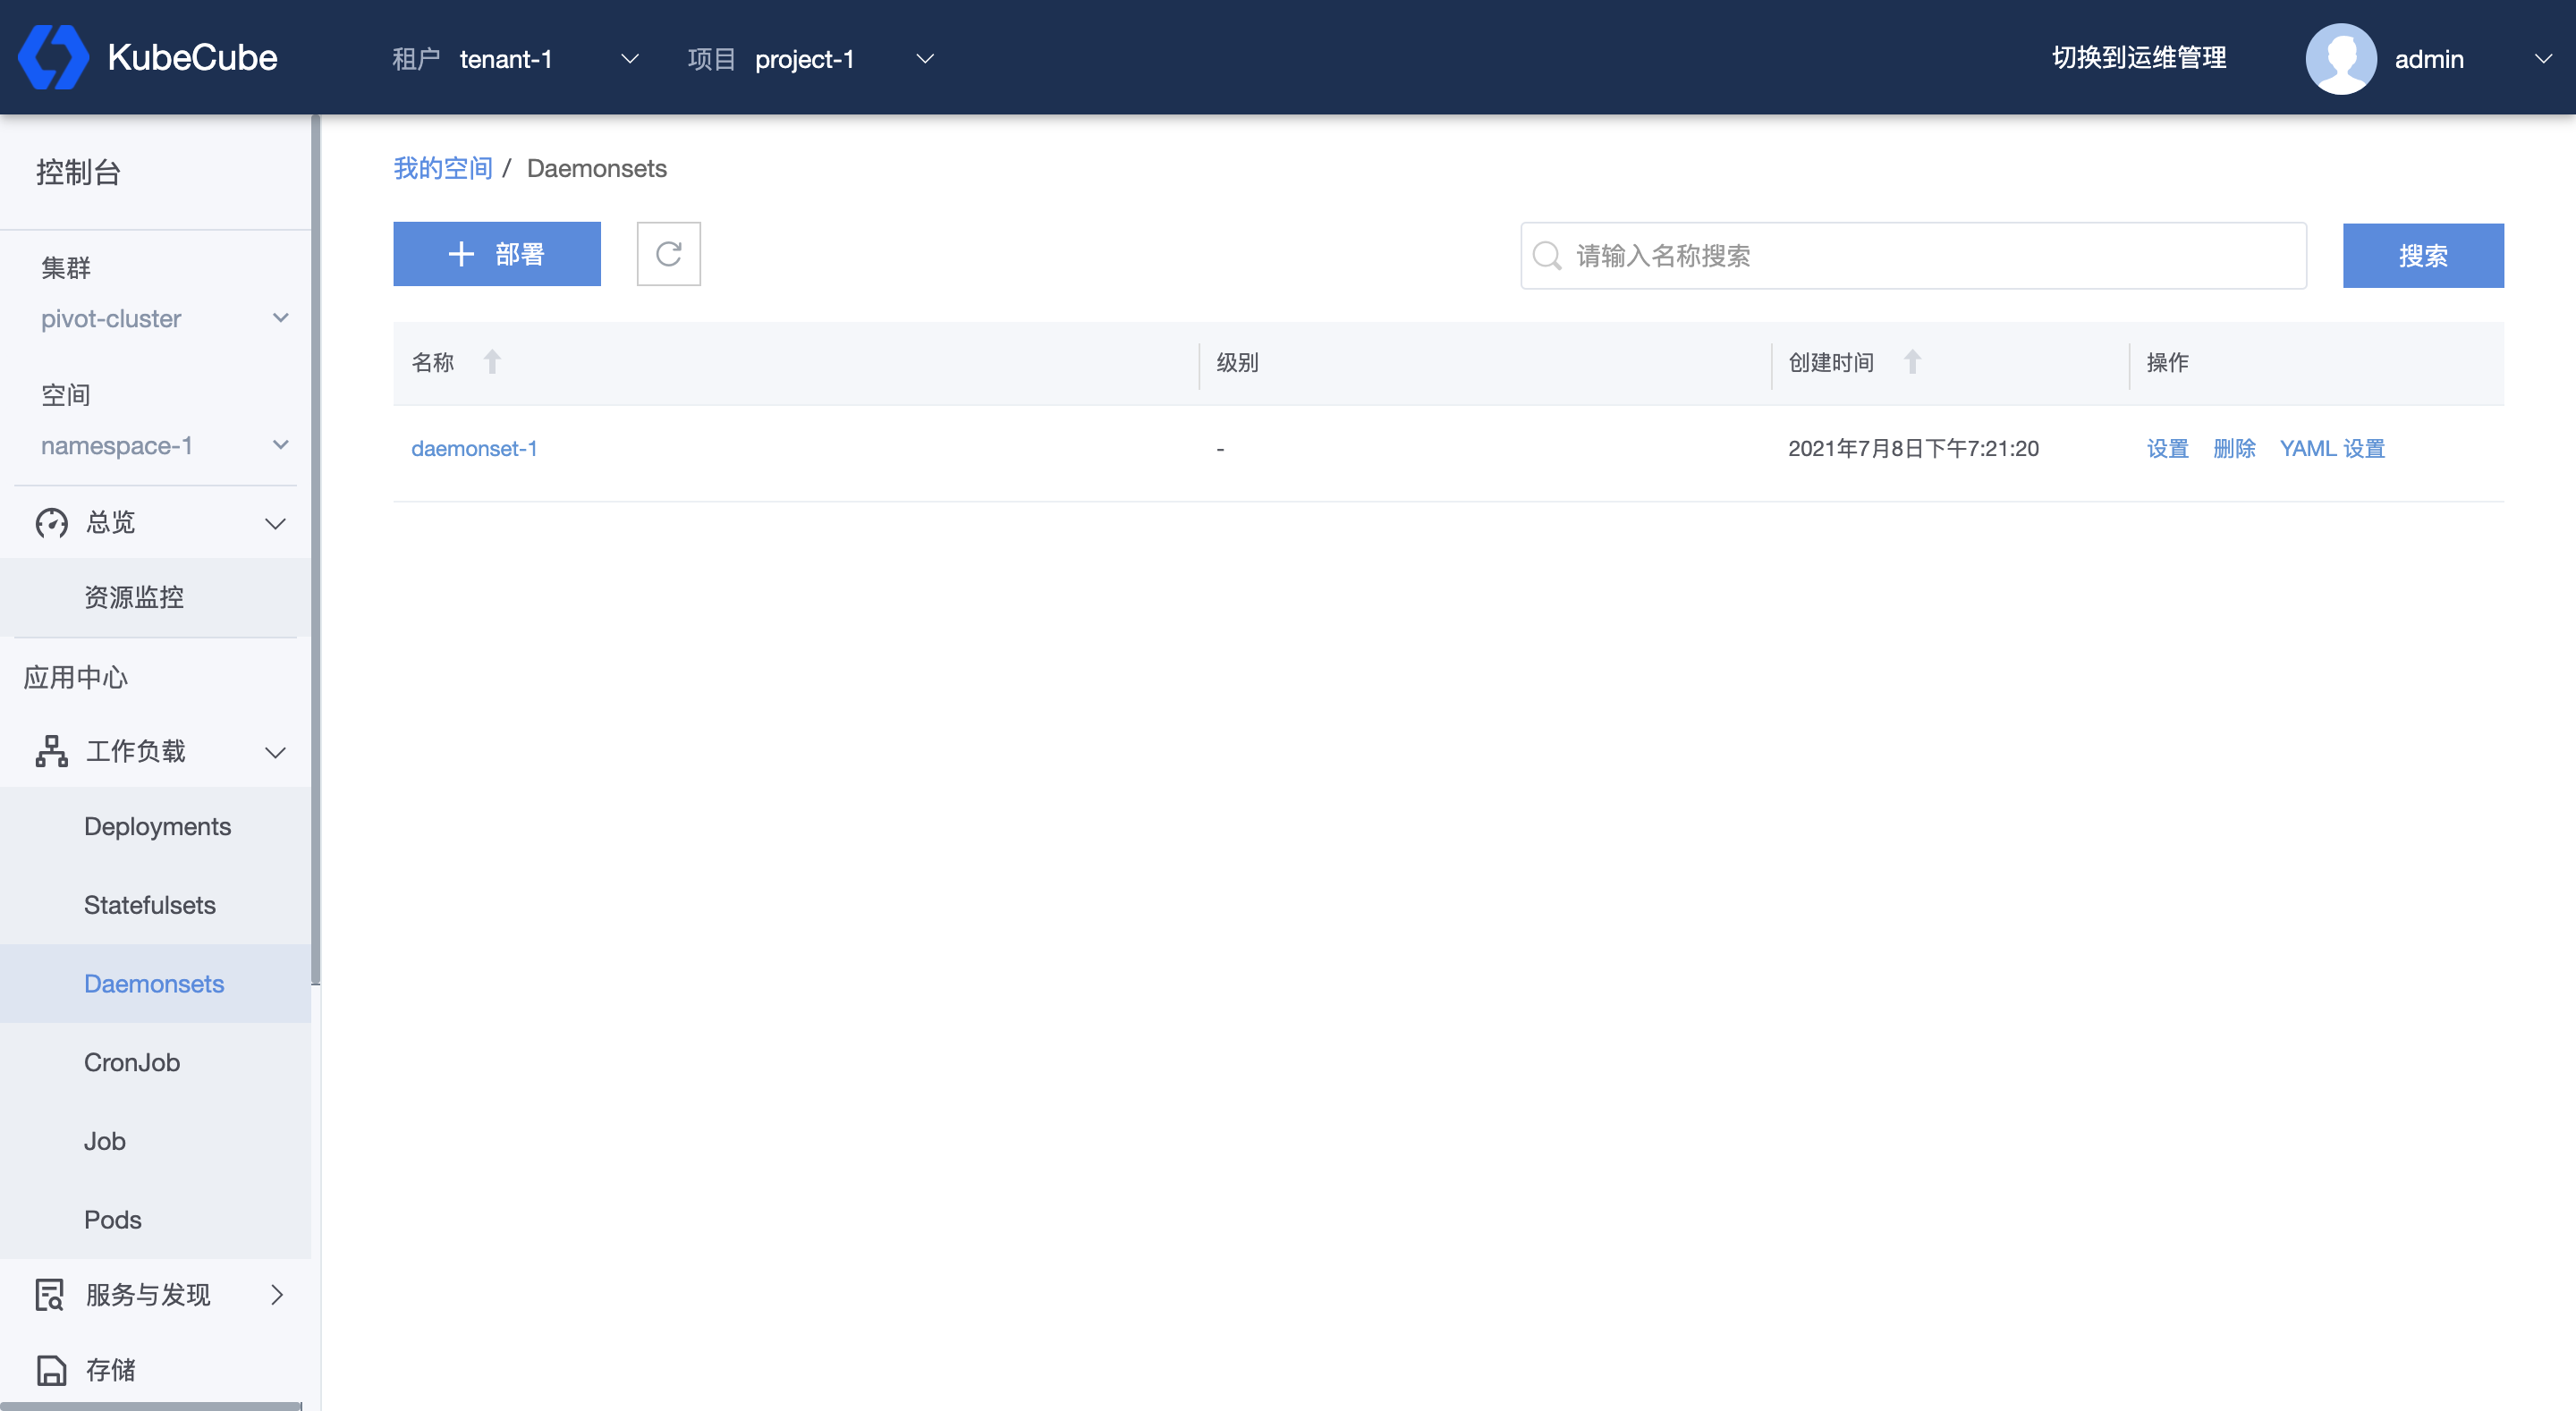 KubeCube 租户 tenant-1 项目 project-1 切换到运维管理 admin
控制台
集群
pivot-cluster
空间
namespace-1
总览
资源监控
应用中心
工作负载
Deployments
Statefulsets
Daemonsets
CronJob
Job
Pods
服务与发现
存储
我的空间 / Daemonsets
部署 请输入名称搜索 搜索
名称 级别 创建时间 操作
daemonset-1 - 2021年7月8日下午7:21:20 设置 删除 YAML 设置